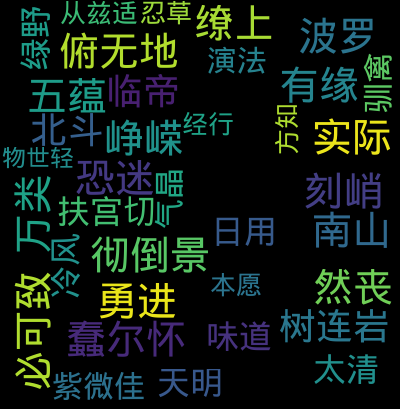 从兹适
忍草
缭上
绿野
俯无地
演法
波罗
五蕴
临帝
有缘
驯禽
北斗
峥嵘
经行
方知
实际
物世轻
恐迷
气畾
刻峭
万类
扶宫切
日用
南山
冷风
彻倒景
本愿
然丧
必可致
勇进
树连岩
蠢尔怀
味道
太清
紫微佳
天明